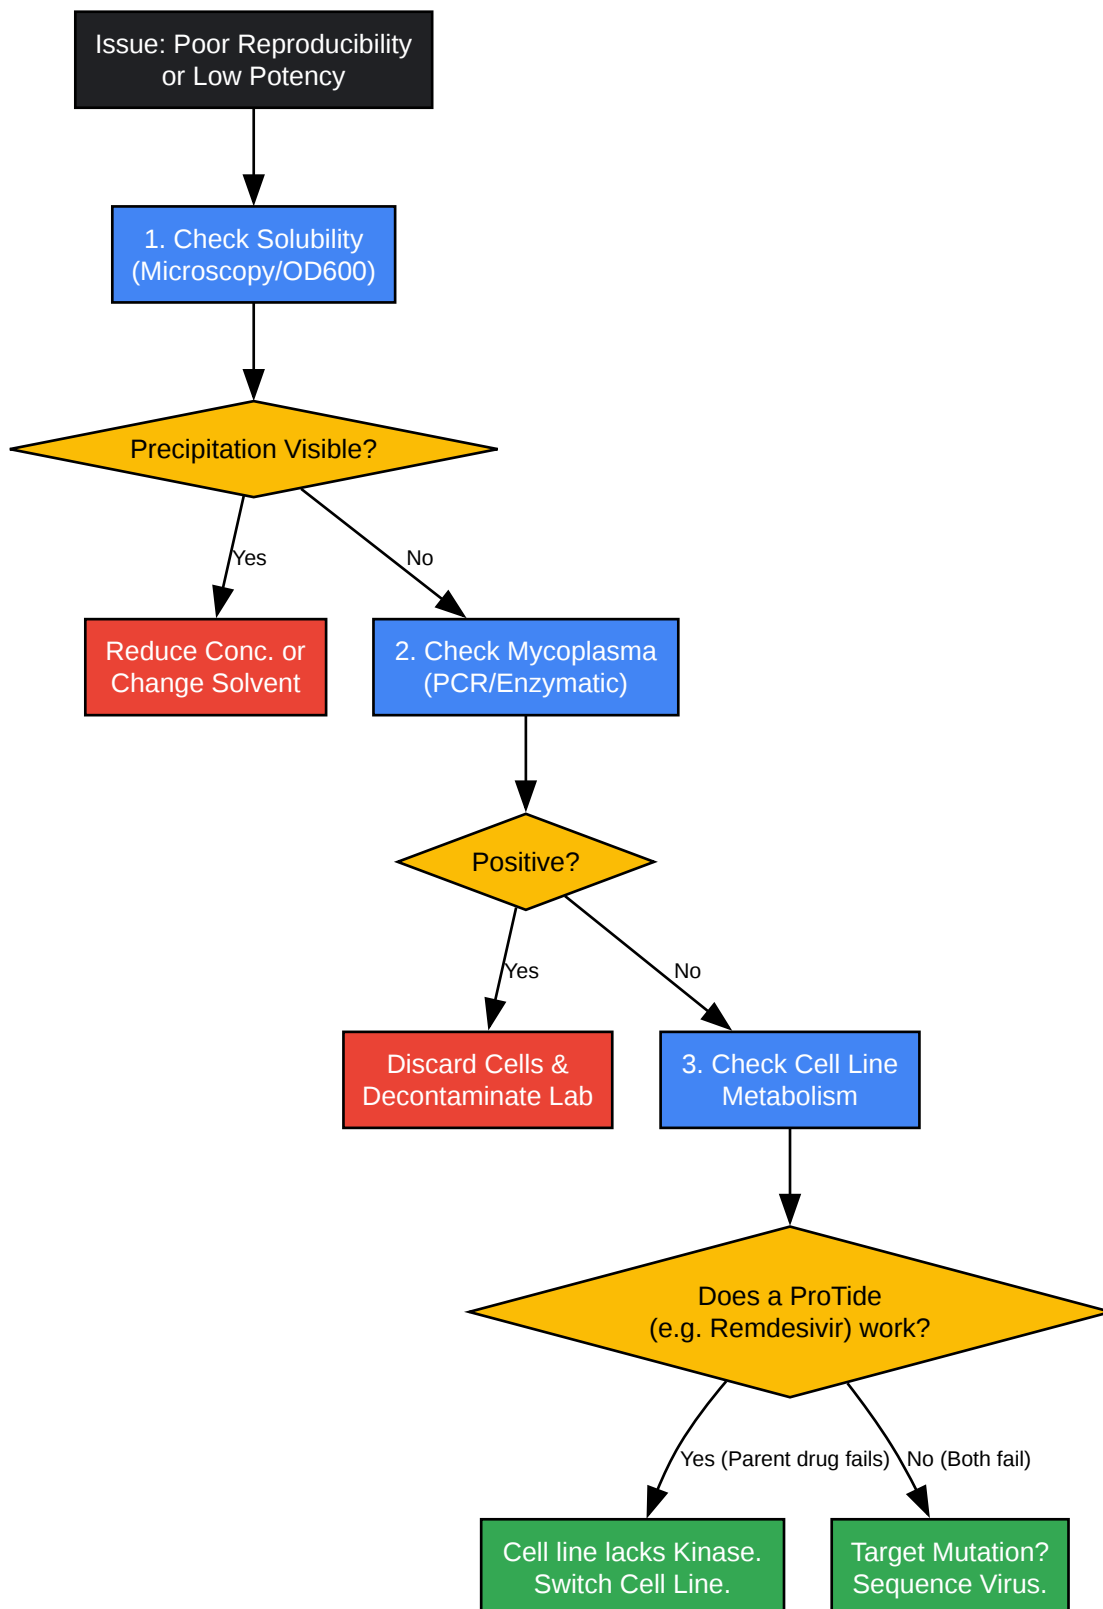 Issue: Poor Reproducibility
or Low Potency
1. Check Solubility
(Microscopy/OD600)
Precipitation Visible?
Yes
No
Reduce Conc. or
Change Solvent
2. Check Mycoplasma
(PCR/Enzymatic)
Positive?
Yes
No
Discard Cells &
Decontaminate Lab
3. Check Cell Line
Metabolism
Does a ProTide
(e.g. Remdesivir) work?
Yes (Parent drug fails)
No (Both fail)
Cell line lacks Kinase.
Switch Cell Line.
Target Mutation?
Sequence Virus.